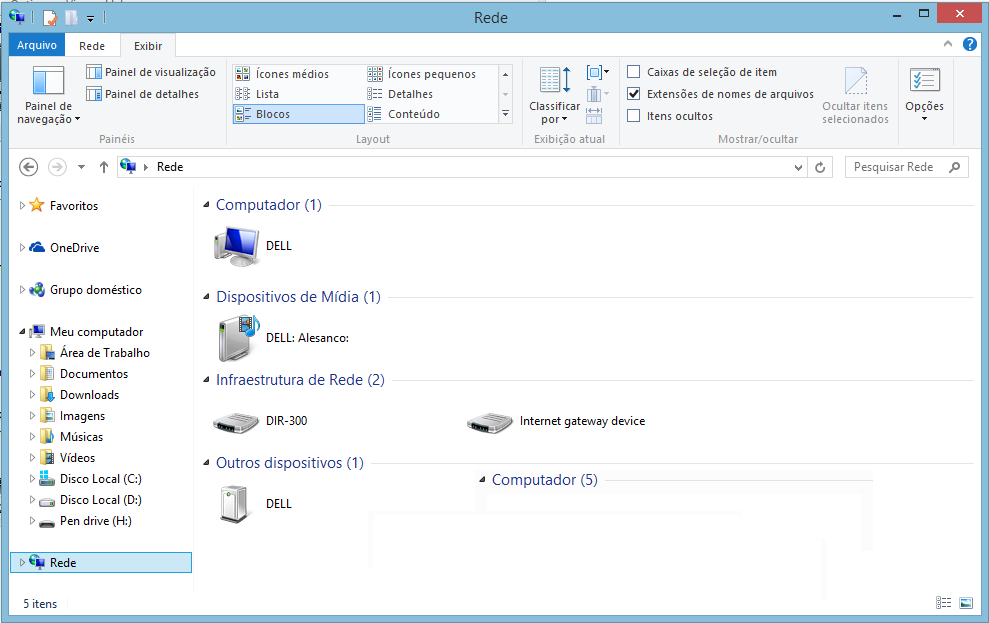 Rede
Arquivo Rede Exibir
Painel de navegação
Painel de visualização
Painel de detalhes
Painéis
Ícones médios Ícones pequenos
Lista Detalhes
Blocos Conteúdo
Layout
Classificar por
Exibição atual
Caixas de seleção de item
Extensões de nomes de arquivos
Itens ocultos
Ocultar itens selecionados
Mostrar/ocultar
Opções
Rede
Pesquisar Rede
Favoritos
OneDrive
Grupo doméstico
Meu computador
Área de Trabalho
Documentos
Downloads
Imagens
Músicas
Vídeos
Disco Local (C:)
Disco Local (D:)
Pen drive (H:)
Rede
Computador (1)
DELL
Dispositivos de Mídia (1)
DELL: Alesanco:
Infraestrutura de Rede (2)
DIR-300 Internet gateway device
Outros dispositivos (1)
Computador (5)
DELL
5 itens